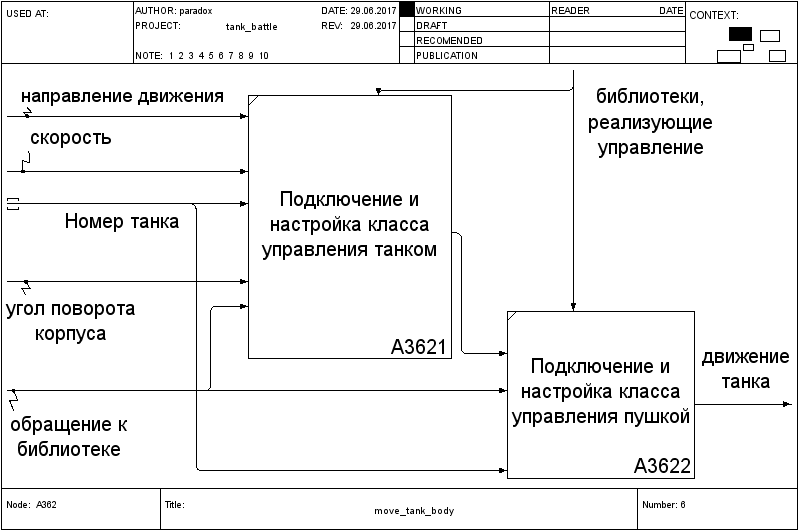 USED AT:
AUTHOR: paradox
DATE: 29.06.2017
PROJECT: tank_battle
REV: 29.06.2017
NOTE: 1 2 3 4 5 6 7 8 9 10
WORKING
DRAFT
RECOMENDED
PUBLICATION
READER
DATE
CONTEXT:
направление движения
скорость
Номер танка
угол поворота
корпуса
обращение к
библиотеке
Подключение и
настройка класса
управления танком
A3621
библиотеки,
реализующие
управление
Подключение и
настройка класса
управления пушкой
A3622
движение
танка
Node: A362
Title:
move_tank_body
Number: 6